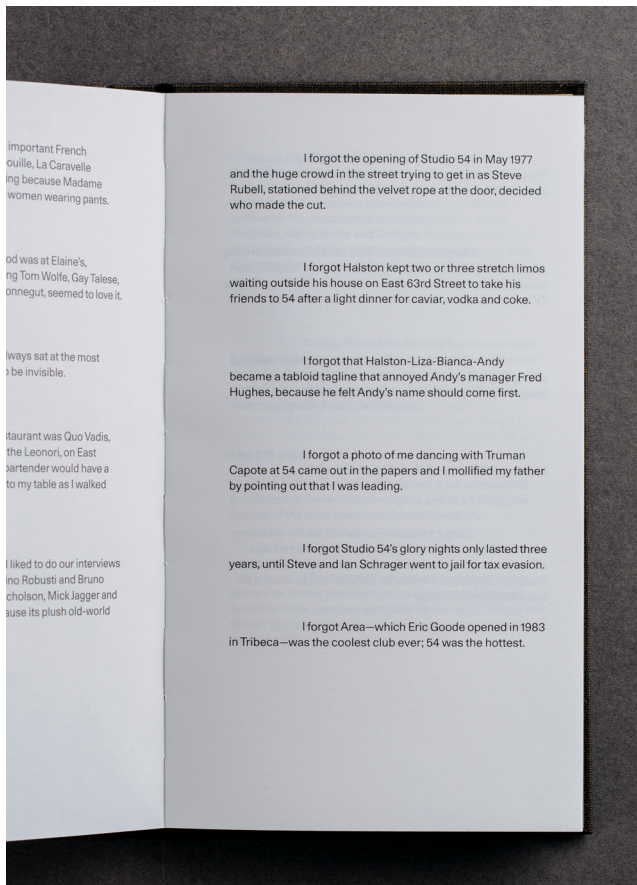 important French
ouille, La Caravelle
ing because Madame
women wearing pants.
od was at Elaine's,
ng Tom Wolfe, Gay Talese,
onnegut, seemed to love it.
lways sat at the most
o be invisible.
staurant was Quo Vadis,
the Leonori, on East
bartender would have a
to my table as I walked
I liked to do our interviews
ino Robusti and Bruno
icholson, Mick Jagger and
ause its plush old-world
I forgot the opening of Studio 54 in May 1977
and the huge crowd in the street trying to get in as Steve
Rubell, stationed behind the velvet rope at the door, decided
who made the cut.
I forgot Halston kept two or three stretch limos
waiting outside his house on East 63rd Street to take his
friends to 54 after a light dinner for caviar, vodka and coke.
I forgot that Halston-Liza-Bianca-Andy
became a tabloid tagline that annoyed Andy's manager Fred
Hughes, because he felt Andy's name should come first.
I forgot a photo of me dancing with Truman
Capote at 54 came out in the papers and I mollified my father
by pointing out that I was leading.
I forgot Studio 54's glory nights only lasted three
years, until Steve and Ian Schrager went to jail for tax evasion.
I forgot Area—which Eric Goode opened in 1983
in Tribeca—was the coolest club ever; 54 was the hottest.